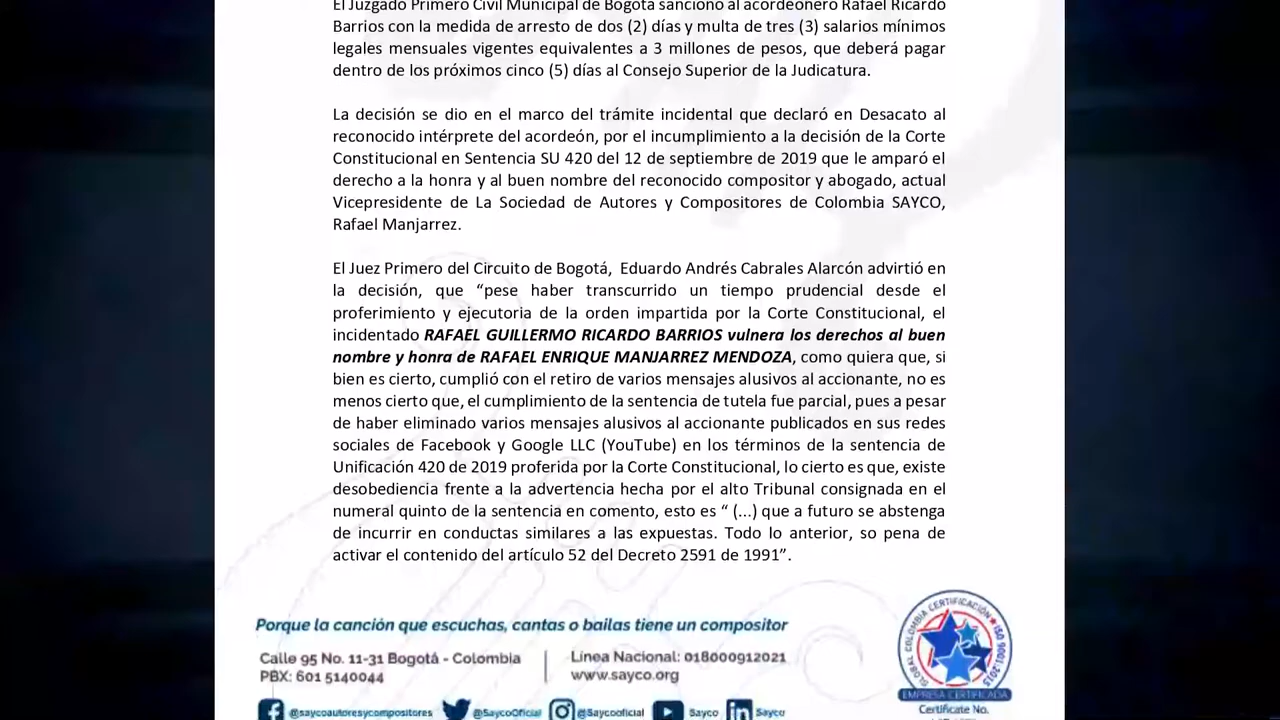 El Juzgado Primero Civil Municipal de Bogotá sancionó al acordeonero Rafael Ricardo
Barrios con la medida de arresto de dos (2) días y multa de tres (3) salarios mínimos
legales mensuales vigentes equivalentes a 3 millones de pesos, que deberá pagar
dentro de los próximos cinco (5) días al Consejo Superior de la Judicatura.
La decisión se dio en el marco del trámite incidental que declaró en Desacato al
reconocido intérprete del acordeón, por el incumplimiento a la decisión de la Corte
Constitucional en Sentencia SU 420 del 12 de septiembre de 2019 que le amparó el
derecho a la honra y al buen nombre del reconocido compositor y abogado, actual
Vicepresidente de La Sociedad de Autores y Compositores de Colombia SAYCO,
Rafael Manjarrez.
El Juez Primero del Circuito de Bogotá, Eduardo Andrés Cabrales Alarcón advirtió en
la decisión, que “pese haber transcurrido un tiempo prudencial desde el
proferimiento y ejecutoria de la orden impartida por la Corte Constitucional, el
incidentado RAFAEL GUILLERMO RICARDO BARRIOS vulnera los derechos al buen
nombre y honra de RAFAEL ENRIQUE MANJARREZ MENDOZA, como quiera que, si
bien es cierto, cumplió con el retiro de varios mensajes alusivos al accionante, no es
menos cierto que, el cumplimiento de la sentencia de tutela fue parcial, pues a pesar
de haber eliminado varios mensajes alusivos al accionante publicados en sus redes
sociales de Facebook y Google LLC (YouTube) en los términos de la sentencia de
Unificación 420 de 2019 proferida por la Corte Constitucional, lo cierto es que, existe
desobediencia frente a la advertencia hecha por el alto Tribunal consignada en el
numeral quinto de la sentencia en comento, esto es “ (...) que a futuro se abstenga
de incurrir en conductas similares a las expuestas. Todo lo anterior, so pena de
activar el contenido del artículo 52 del Decreto 2591 de 1991”.
Porque la canción que escuchas, cantas o bailas tiene un compositor
Calle 95 No. 11-31 Bogotá - Colombia
PBX: 601 5140044
Línea Nacional: 018000912021
www.sayco.org
GLOBAL COLOMBIA CERTIFICACIÓN ISO 9001:2015
EMPRESA CERTIFICADA
Certificate No.
@saycoautoresycompositores @SaycoOficial @Saycooficial Sayco Sayco